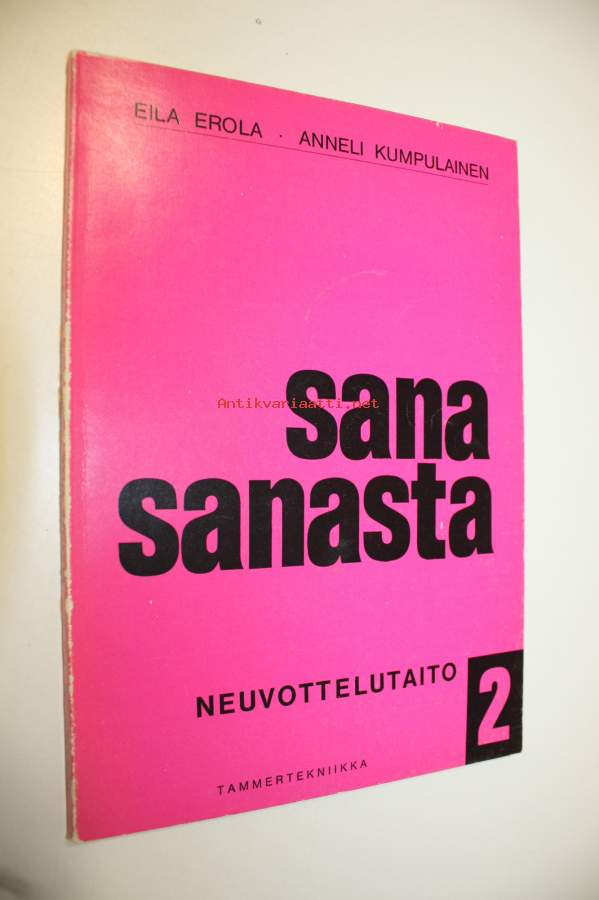 EILA EROLA · ANNELI KUMPULAINEN
sana
Antikvariaatti.net
sanasta
NEUVOTTELUTAITO 2
TAMMERTEKNIIKKA